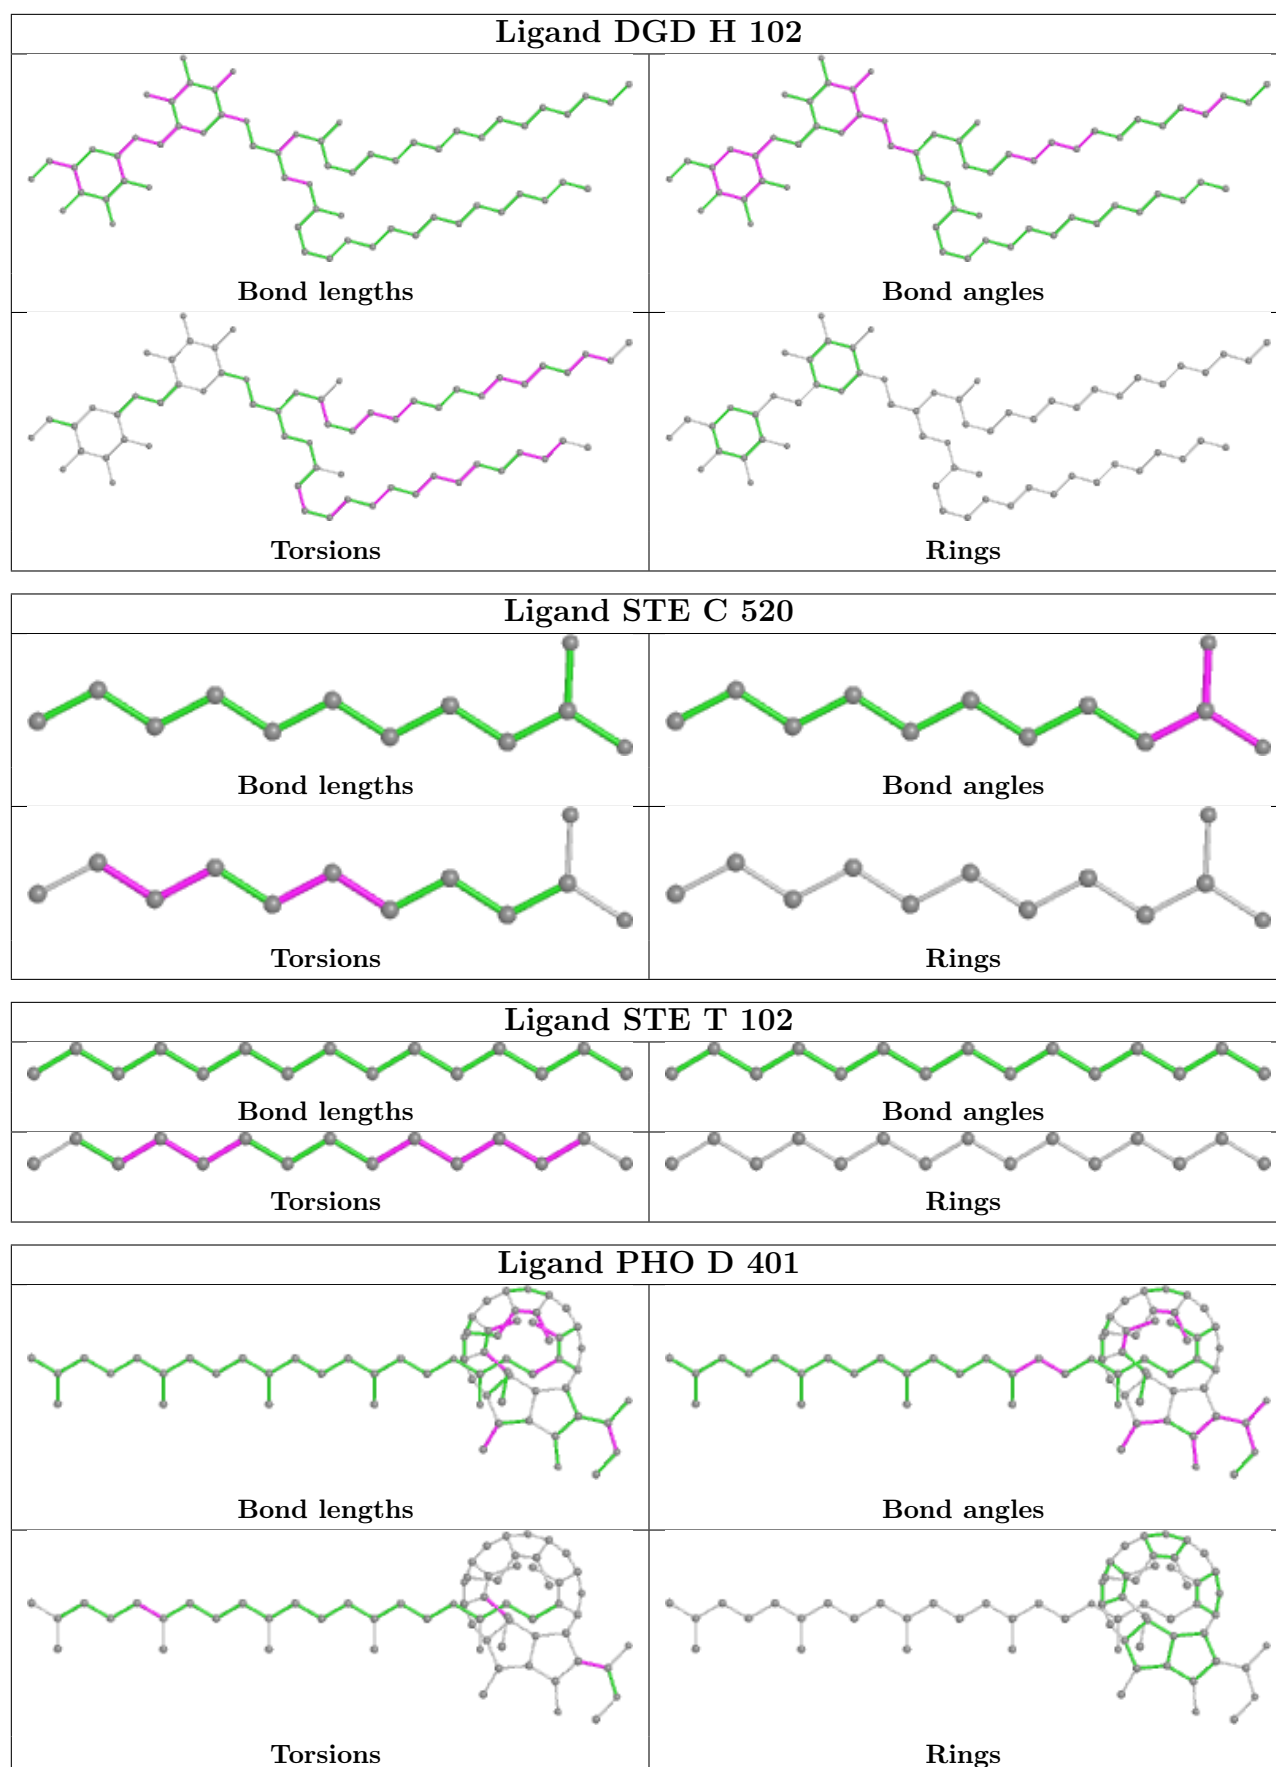 Ligand DGD H 102
Bond lengths
Bond angles
Torsions
Rings
Ligand STE C 520
Bond lengths
Bond angles
Torsions
Rings
Ligand STE T 102
Bond lengths
Bond angles
Torsions
Rings
Ligand PHO D 401
Bond lengths
Bond angles
Torsions
Rings